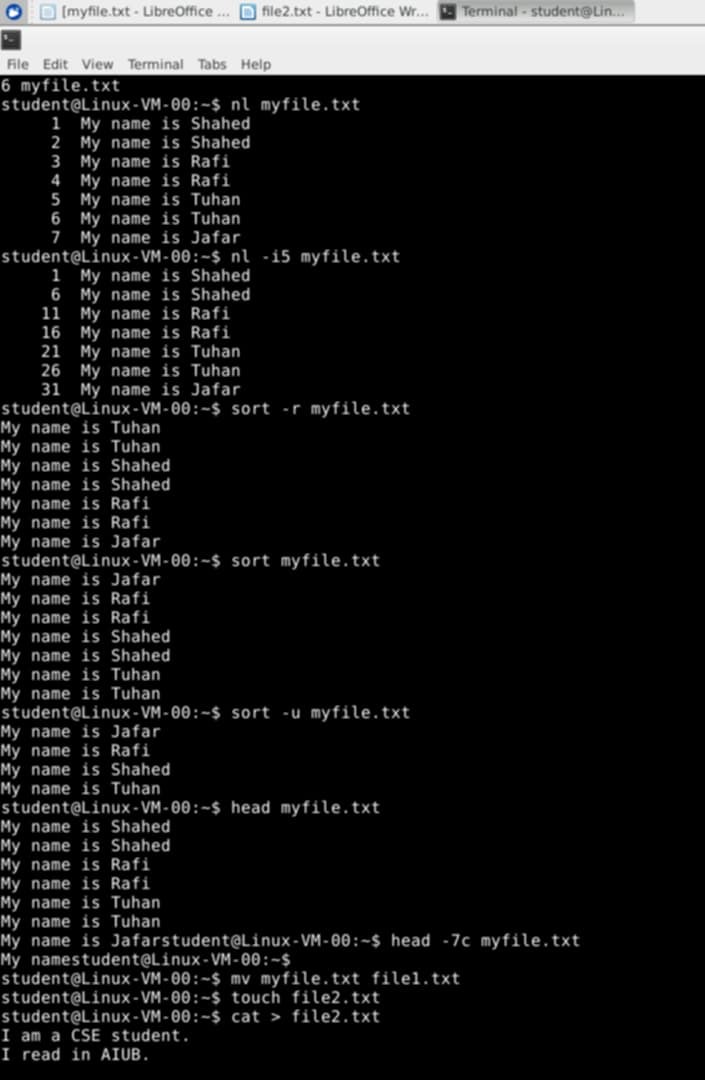 [myfile.txt - LibreOffice ... file2.txt - LibreOffice Wr... Terminal - student@Lin...
File Edit View Terminal Tabs Help
6 myfile.txt
student@Linux-VM-00:~$ nl myfile.txt
     1  My name is Shahed
     2  My name is Shahed
     3  My name is Rafi
     4  My name is Rafi
     5  My name is Tuhan
     6  My name is Tuhan
     7  My name is Jafar
student@Linux-VM-00:~$ nl -i5 myfile.txt
     1  My name is Shahed
     6  My name is Shahed
    11  My name is Rafi
    16  My name is Rafi
    21  My name is Tuhan
    26  My name is Tuhan
    31  My name is Jafar
student@Linux-VM-00:~$ sort -r myfile.txt
My name is Tuhan
My name is Tuhan
My name is Shahed
My name is Shahed
My name is Rafi
My name is Rafi
My name is Jafar
student@Linux-VM-00:~$ sort myfile.txt
My name is Jafar
My name is Rafi
My name is Rafi
My name is Shahed
My name is Shahed
My name is Tuhan
My name is Tuhan
student@Linux-VM-00:~$ sort -u myfile.txt
My name is Jafar
My name is Rafi
My name is Shahed
My name is Tuhan
student@Linux-VM-00:~$ head myfile.txt
My name is Shahed
My name is Shahed
My name is Rafi
My name is Rafi
My name is Tuhan
My name is Tuhan
My name is Jafarstudent@Linux-VM-00:~$ head -7c myfile.txt
My namestudent@Linux-VM-00:~$
student@Linux-VM-00:~$ mv myfile.txt file1.txt
student@Linux-VM-00:~$ touch file2.txt
student@Linux-VM-00:~$ cat > file2.txt
I am a CSE student.
I read in AIUB.